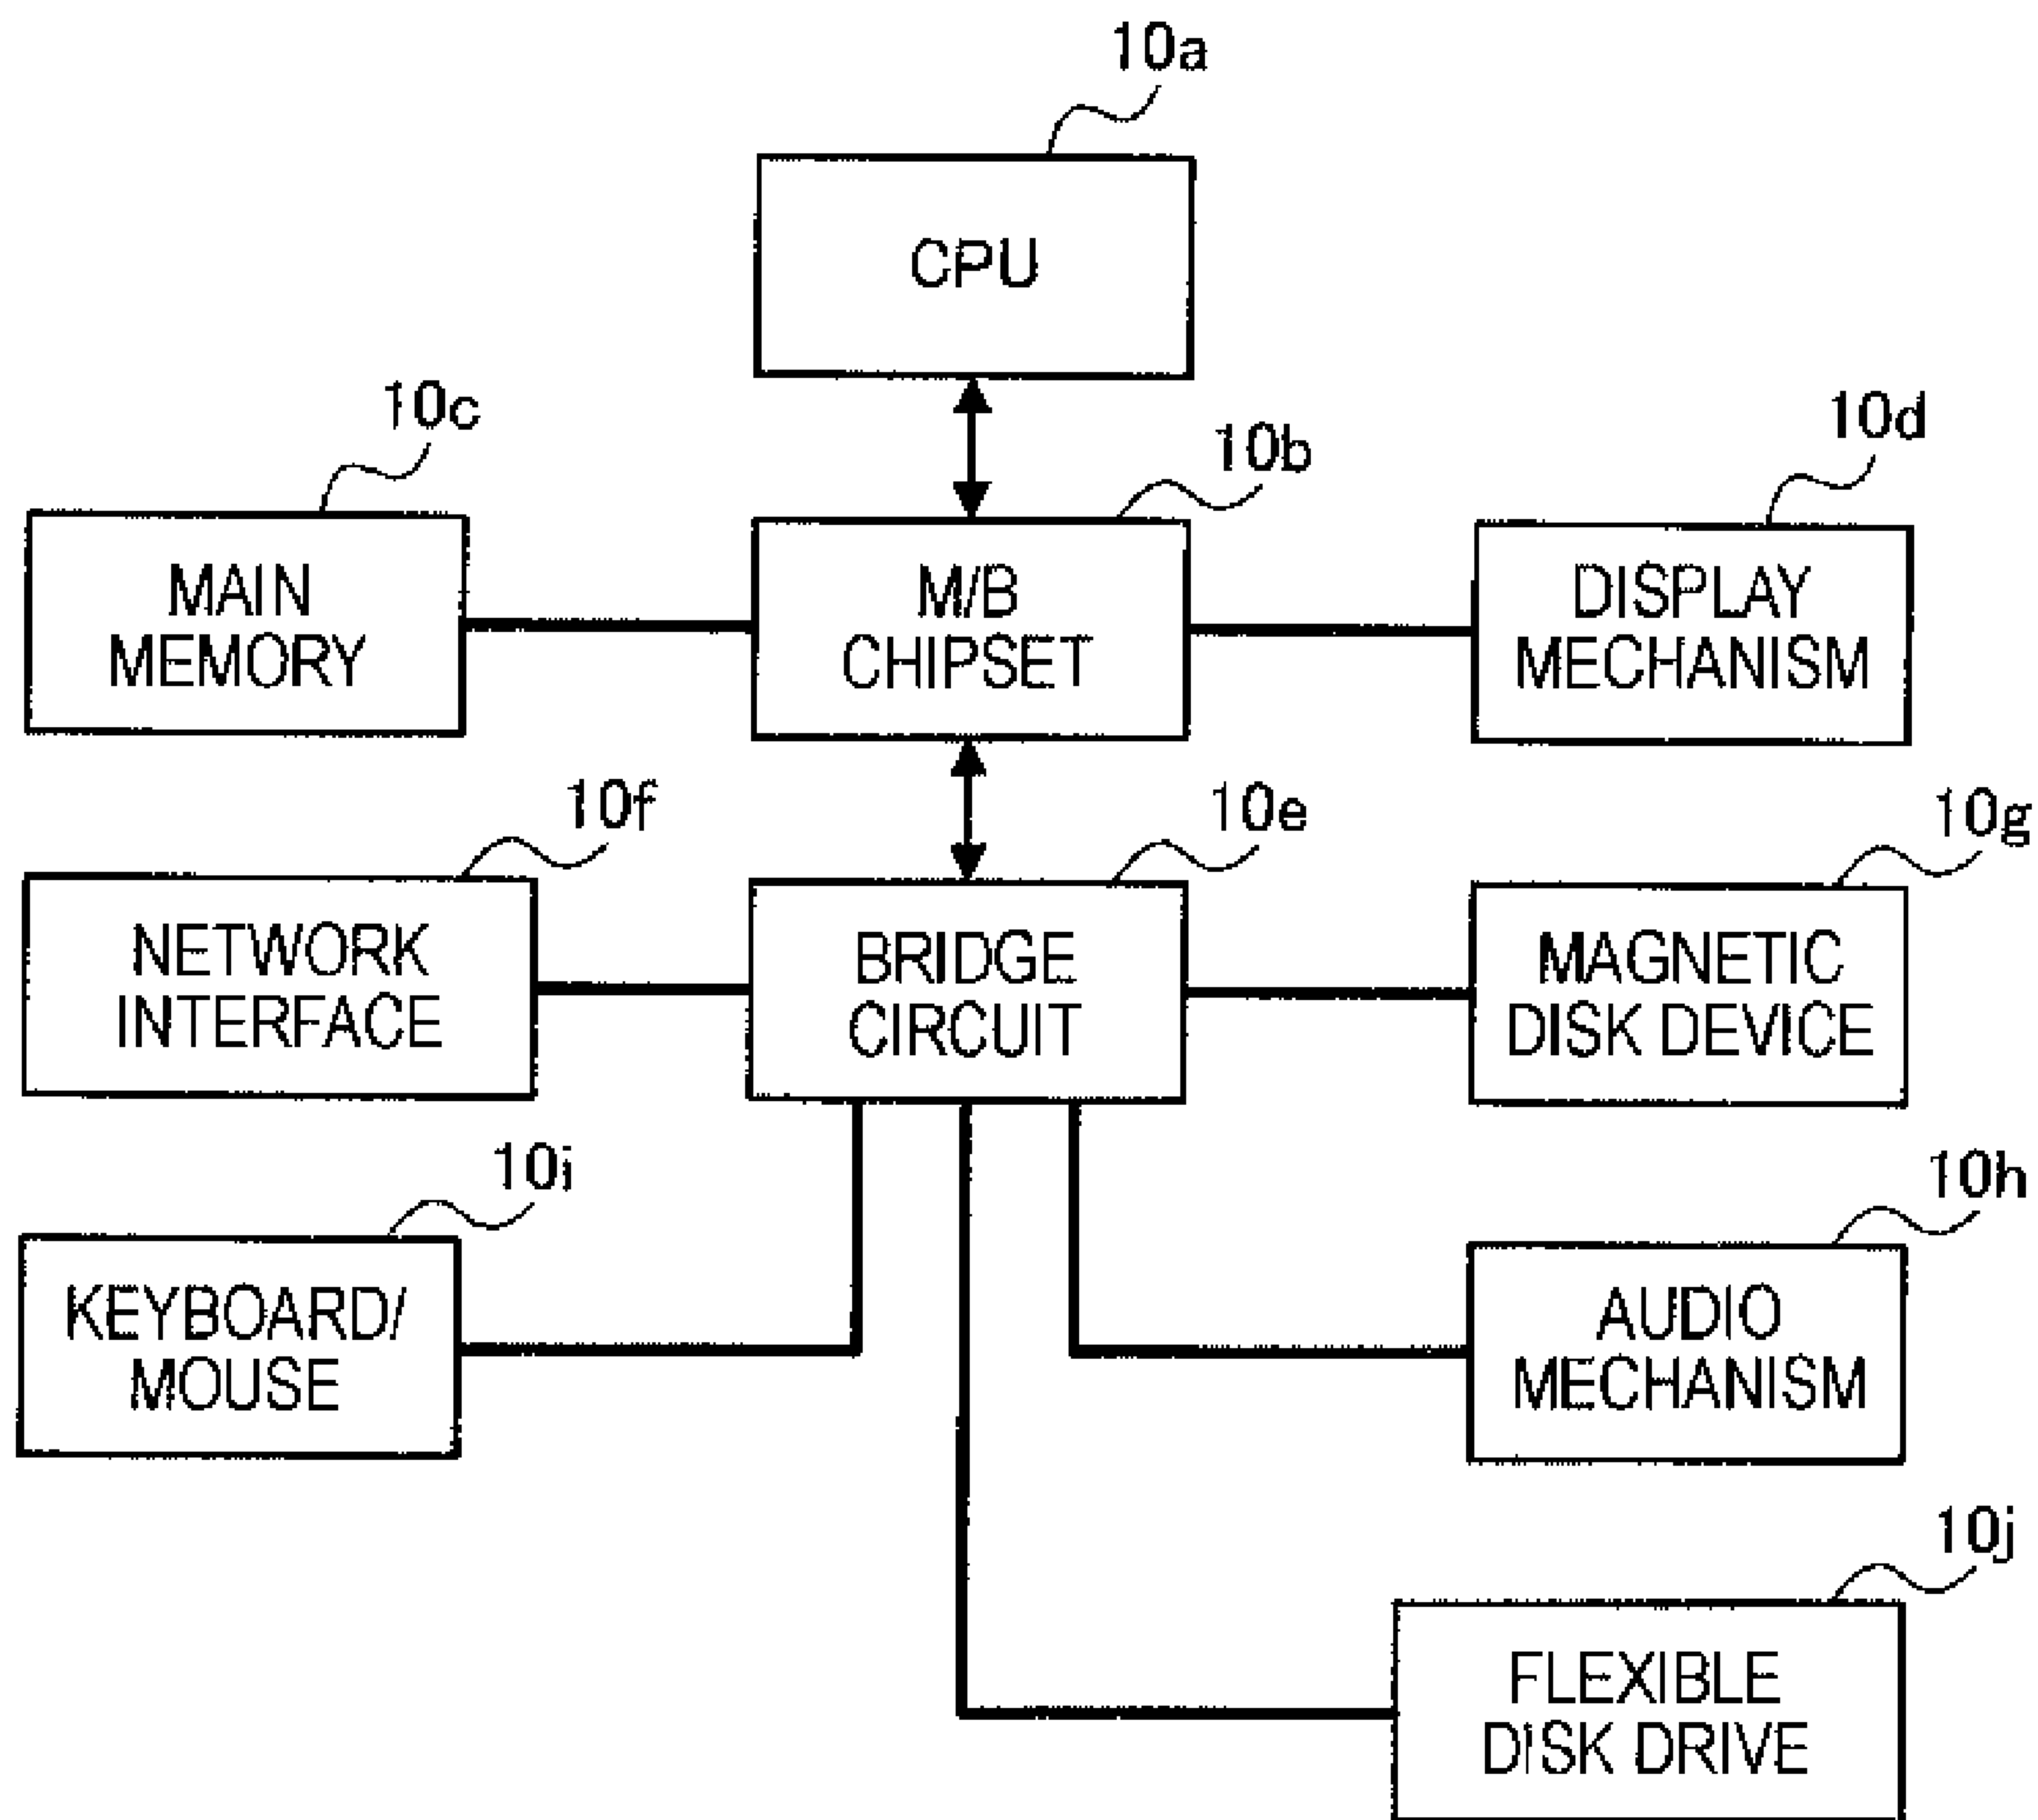 10a
CPU
10c
10b
10d
MAIN
MEMORY
M/B
CHIPSET
DISPLAY
MECHANISM
10f
10e
10g
NETWORK
INTERFACE
BRIDGE
CIRCUIT
MAGNETIC
DISK DEVICE
10i
10h
KEYBOARD/
MOUSE
AUDIO
MECHANISM
10j
FLEXIBLE
DISK DRIVE